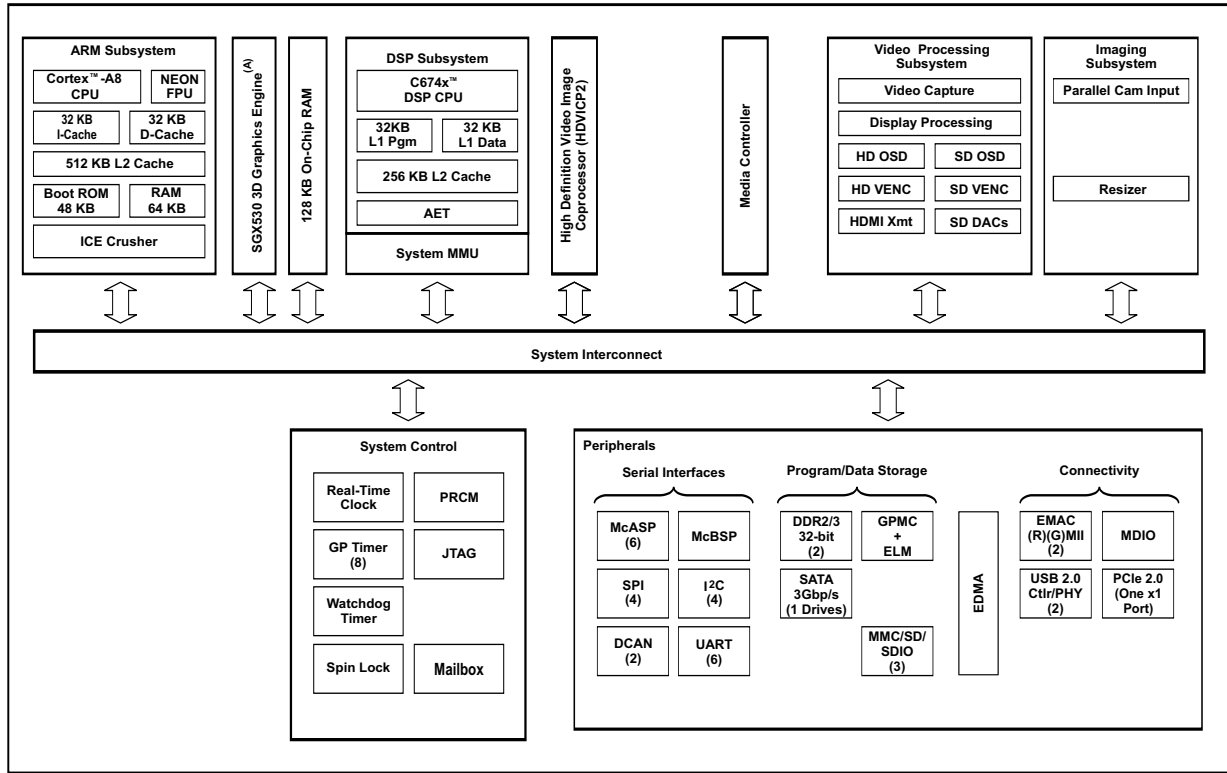 ARM Subsystem
Cortex™-A8
CPU
NEON
FPU
32 KB
I-Cache
32 KB
D-Cache
512 KB L2 Cache
Boot ROM
48 KB
RAM
64 KB
ICE Crusher
SGX530 3D Graphics Engine(A)
128 KB On-Chip RAM
DSP Subsystem
C674x™
DSP CPU
32KB
L1 Pgm
32 KB
L1 Data
256 KB L2 Cache
AET
System MMU
High Definition Video Image
Coprocessor (HDVICP2)
Media Controller
Video Processing
Subsystem
Video Capture
Display Processing
HD OSD
SD OSD
HD VENC
SD VENC
HDMI Xmt
SD DACs
Imaging
Subsystem
Parallel Cam Input
Resizer
System Interconnect
System Control
Real-Time
Clock
PRCM
GP Timer
(8)
JTAG
Watchdog
Timer
Spin Lock
Mailbox
Peripherals
Serial Interfaces
McASP
(6)
McBSP
SPI
(4)
I²C
(4)
DCAN
(2)
UART
(6)
Program/Data Storage
DDR2/3
32-bit
(2)
GPMC
+
ELM
SATA
3Gbp/s
(1 Drives)
MMC/SD/
SDIO
(3)
EDMA
Connectivity
EMAC
(R)(G)MII
(2)
MDIO
USB 2.0
Ctlr/PHY
(2)
PCIe 2.0
(One x1
Port)